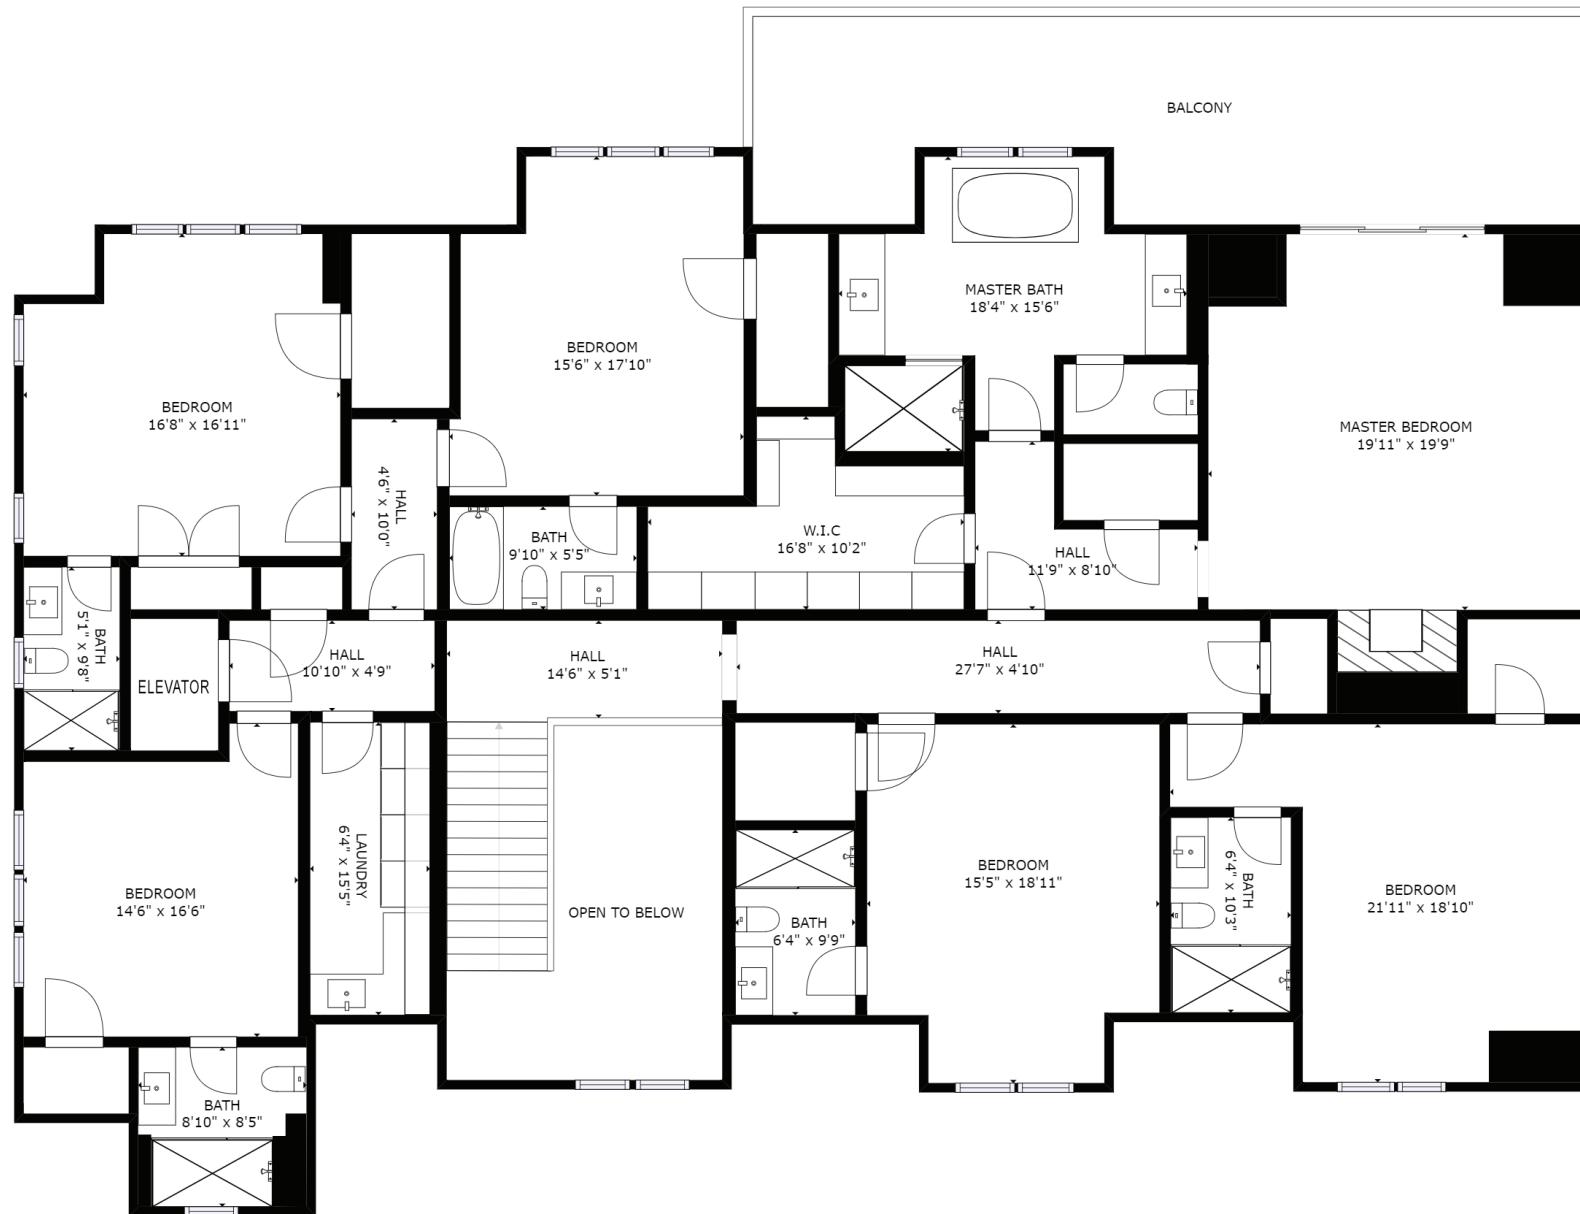 BALCONY
MASTER BATH
18'4" x 15'6"
BEDROOM
15'6" x 17'10"
BEDROOM
16'8" x 16'11"
MASTER BEDROOM
19'11" x 19'9"
HALL
4'6" x 10'0"
W.I.C
16'8" x 10'2"
BATH
9'10" x 5'5"
HALL
11'9" x 8'10"
BATH
5'1" x 9'8"
HALL
10'10" x 4'9"
HALL
14'6" x 5'1"
HALL
27'7" x 4'10"
ELEVATOR
LAUNDRY
6'4" x 15'5"
BEDROOM
14'6" x 16'6"
OPEN TO BELOW
BATH
6'4" x 9'9"
BEDROOM
15'5" x 18'11"
BATH
6'4" x 10'3"
BEDROOM
21'11" x 18'10"
BATH
8'10" x 8'5"